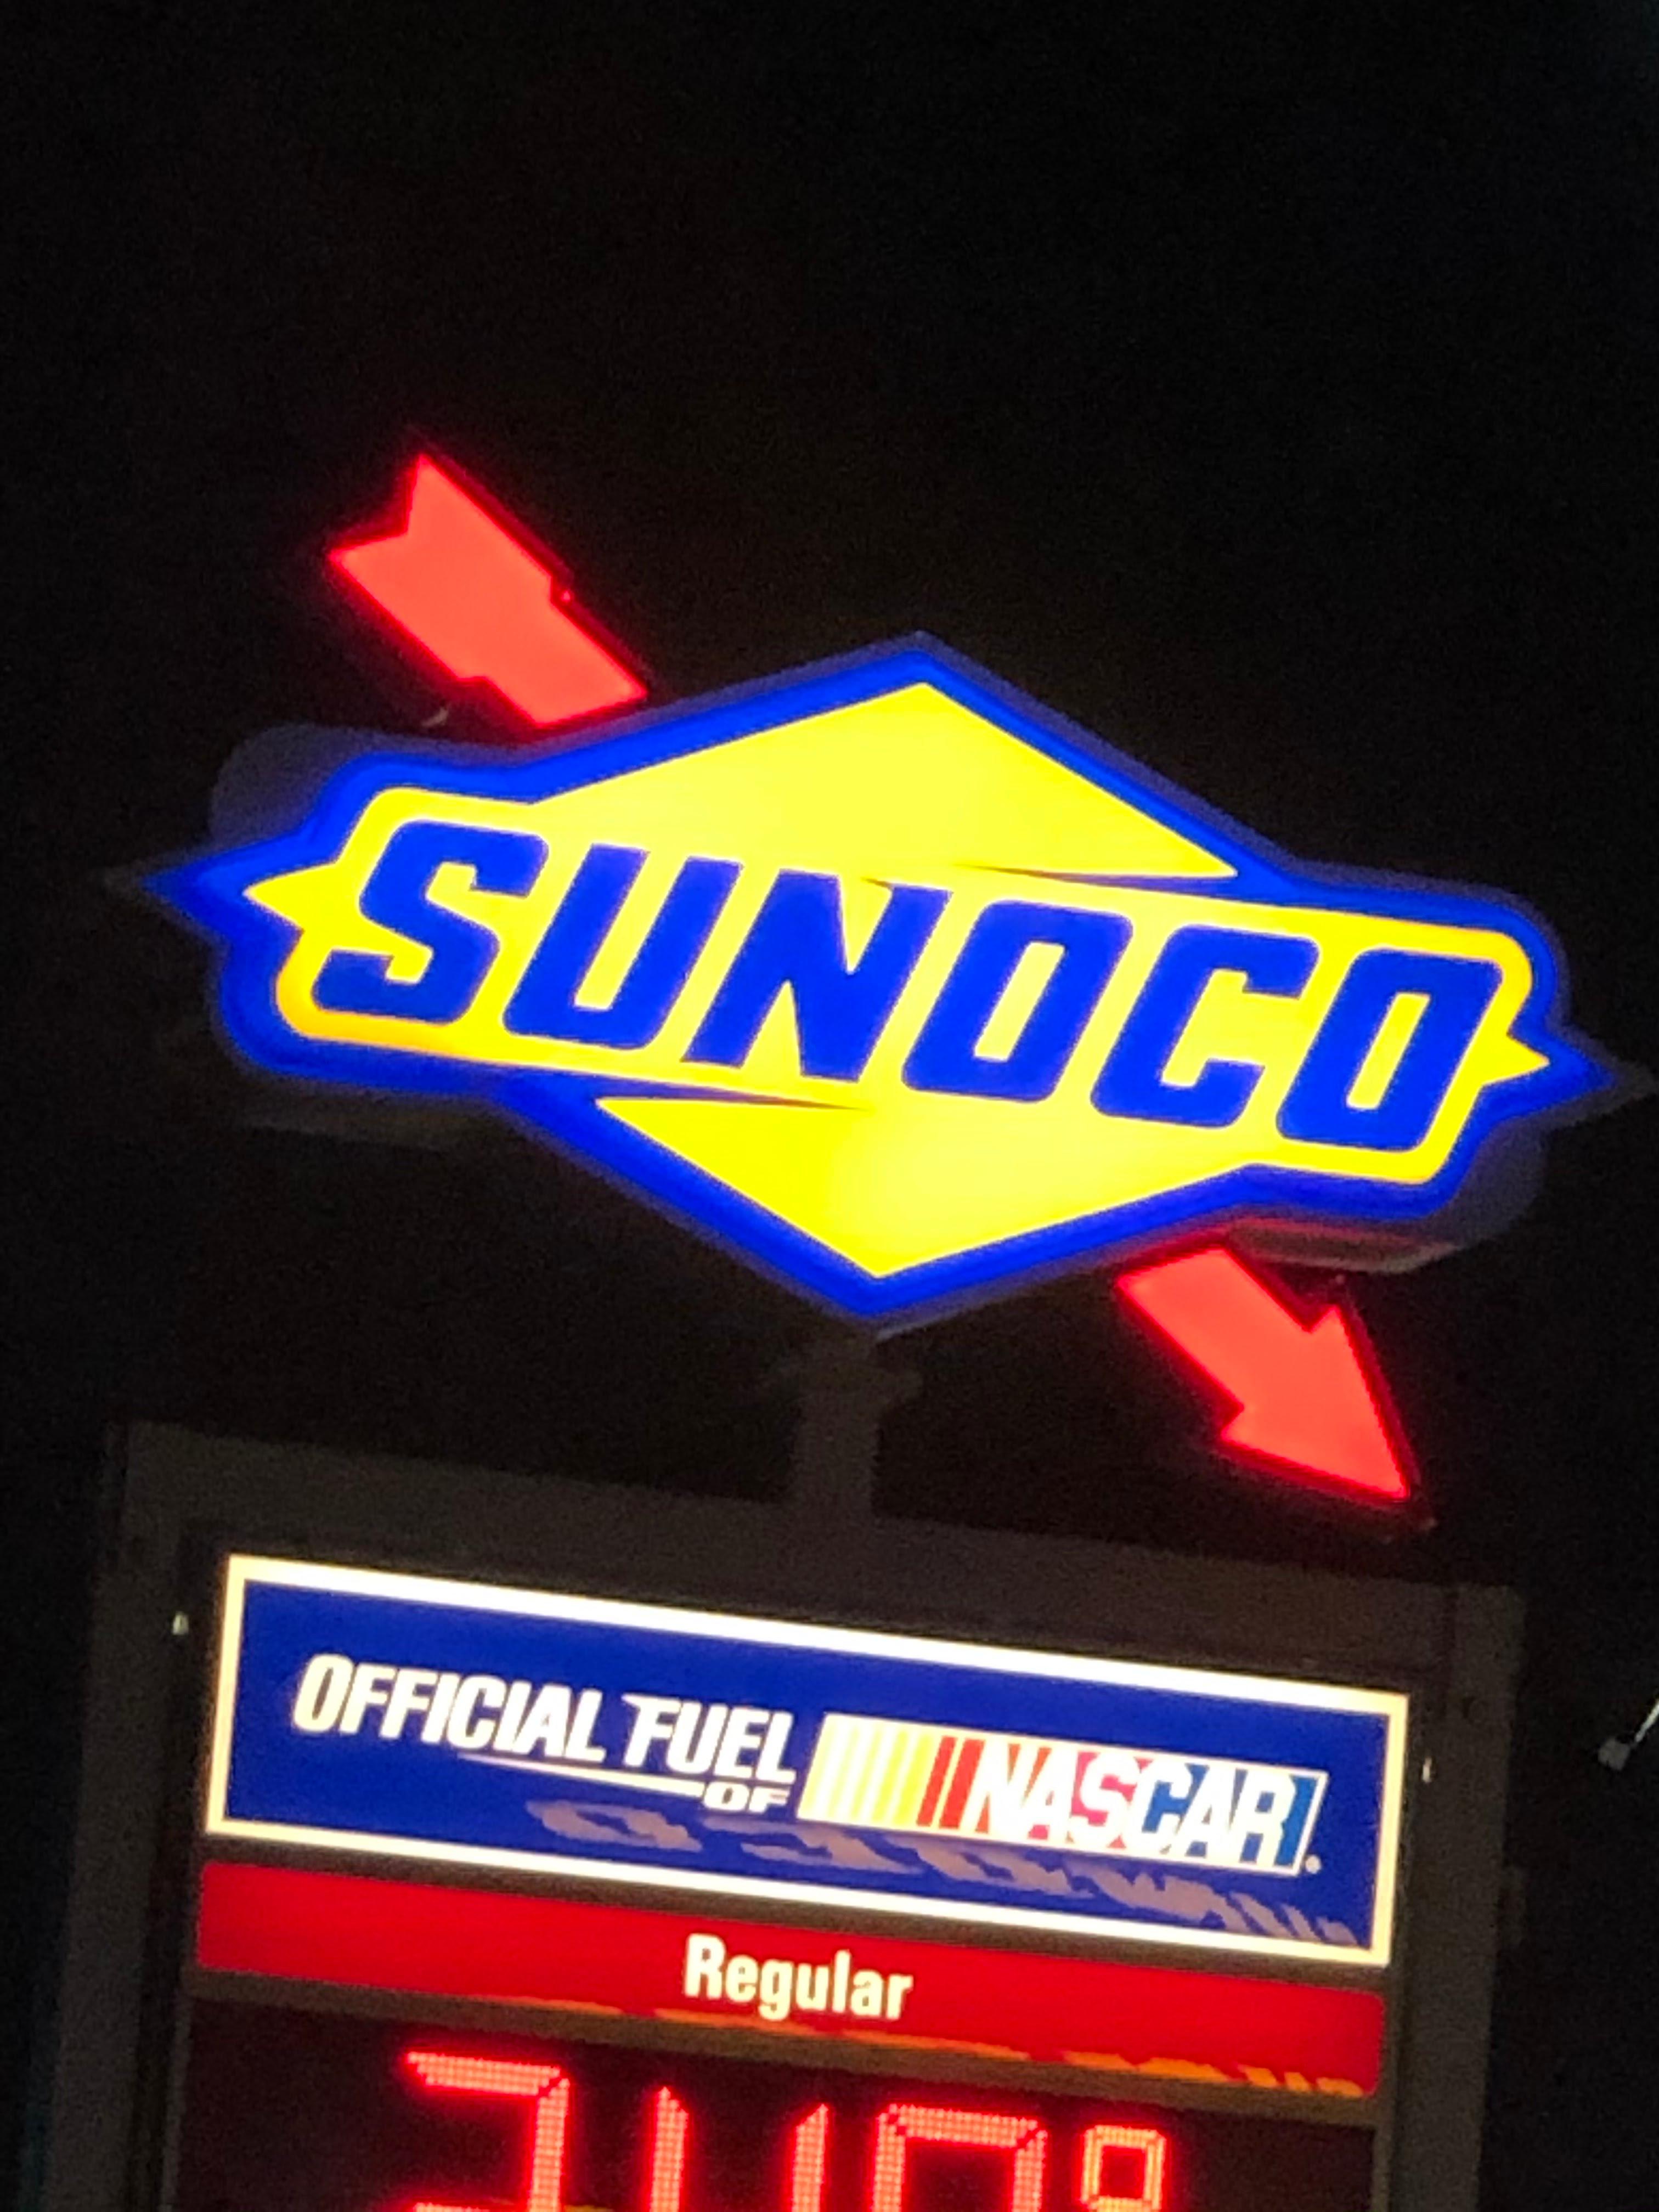 SUNOCO
OFFICIAL FUEL
OF
NASCAR.
Regular